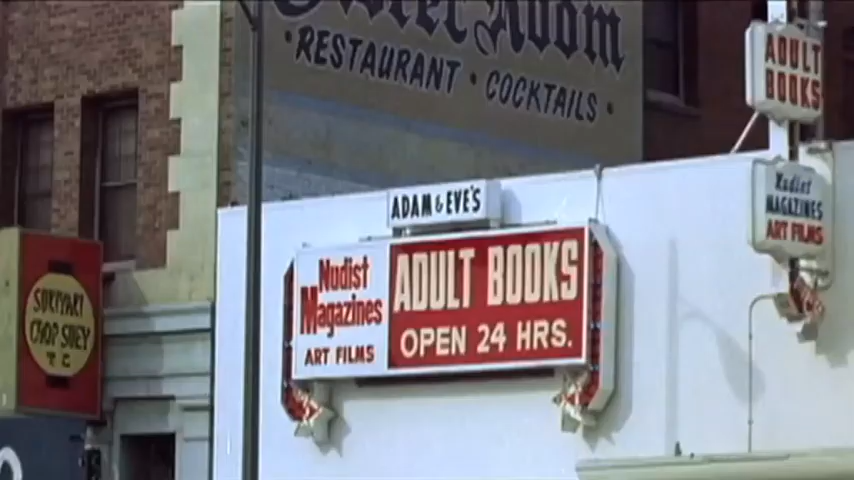 Room
• RESTAURANT • COCKTAILS •
ADULT
BOOKS
Nudist
MAGAZINES
ART FILMS
ADAM & EVE'S
Nudist
Magazines
ART FILMS
ADULT BOOKS
OPEN 24 HRS.
SUKIYAKI
CHOP SUEY